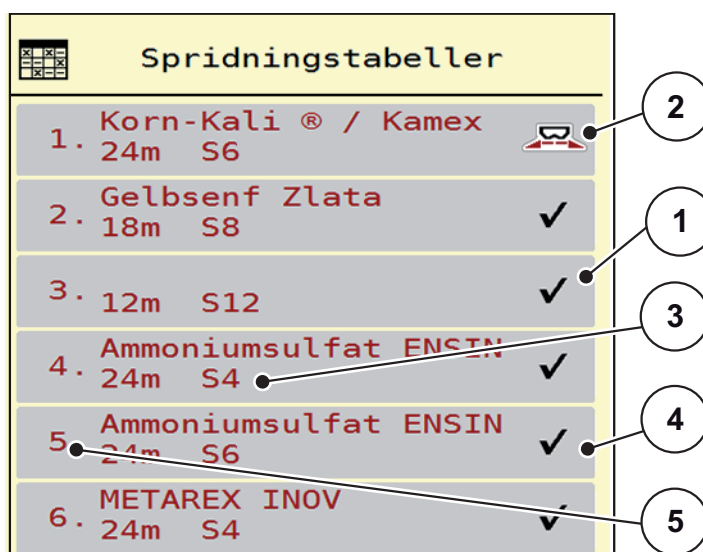 Spridningstabeller
1. Korn-Kali ® / Kamex
24m S6
2. Gelbsenf Zlata
18m S8
3.
12m S12
4. Ammoniumsulfat ENSIN
24m S4
5. Ammoniumsulfat ENSIN
24m S6
6. METAREX INOV
24m S4
2
1
3
4
5